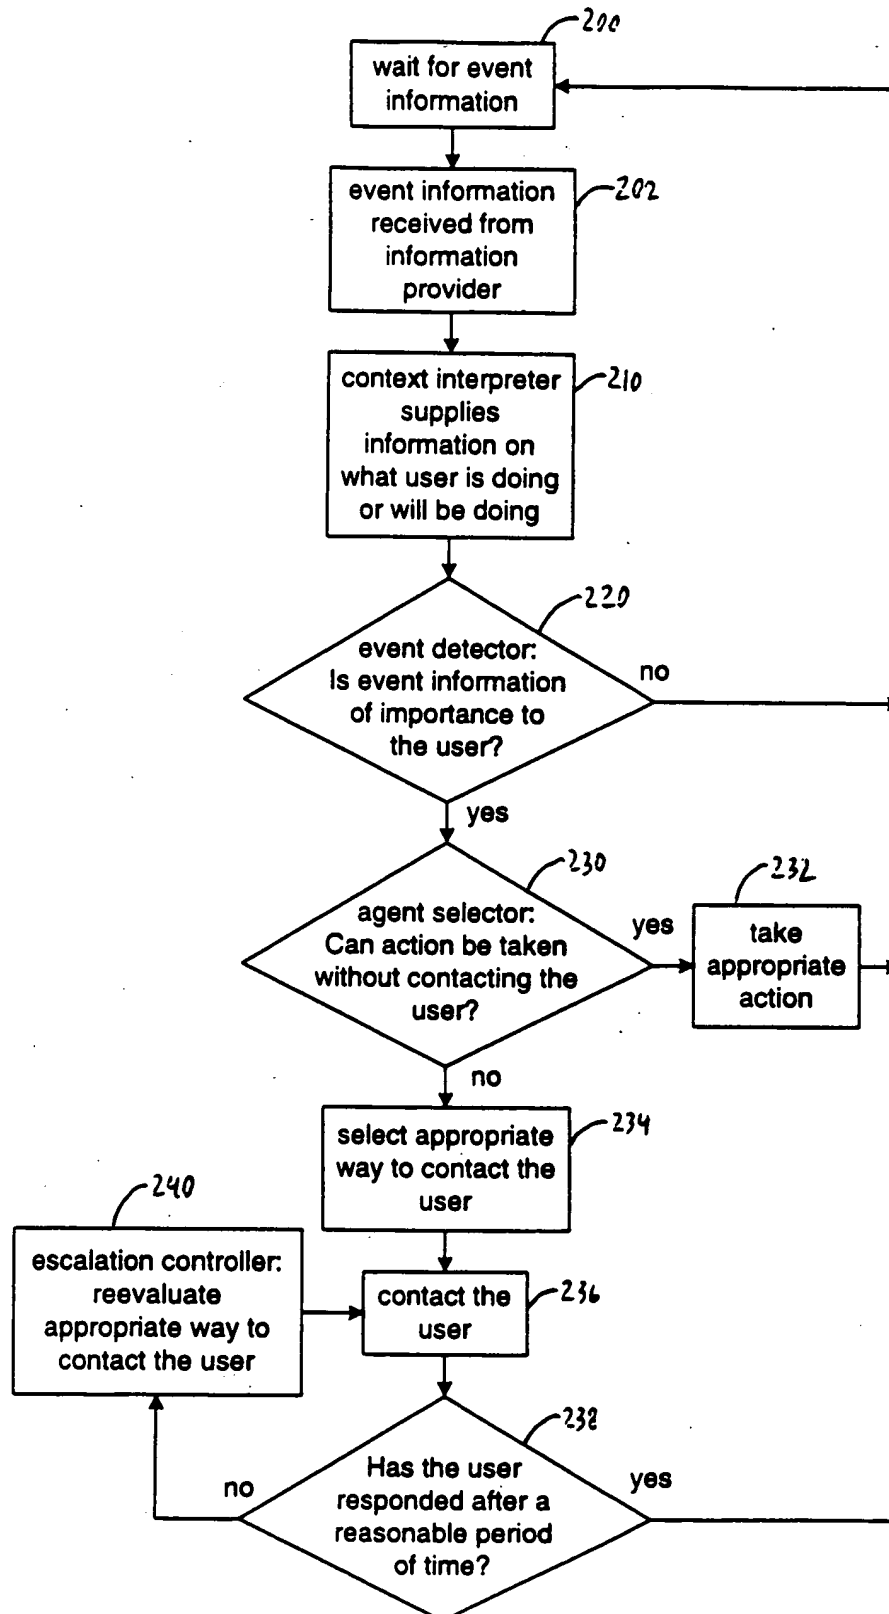 200
wait for event
information
202
event information
received from
information
provider
210
context interpreter
supplies
information on
what user is doing
or will be doing
220
event detector:
Is event information
of importance to
the user?
no
yes
230
agent selector:
Can action be taken
without contacting the
user?
yes
232
take
appropriate
action
no
234
select appropriate
way to contact the
user
240
escalation controller:
reevaluate
appropriate way to
contact the user
236
contact the
user
238
Has the user
responded after a
reasonable period
of time?
no
yes